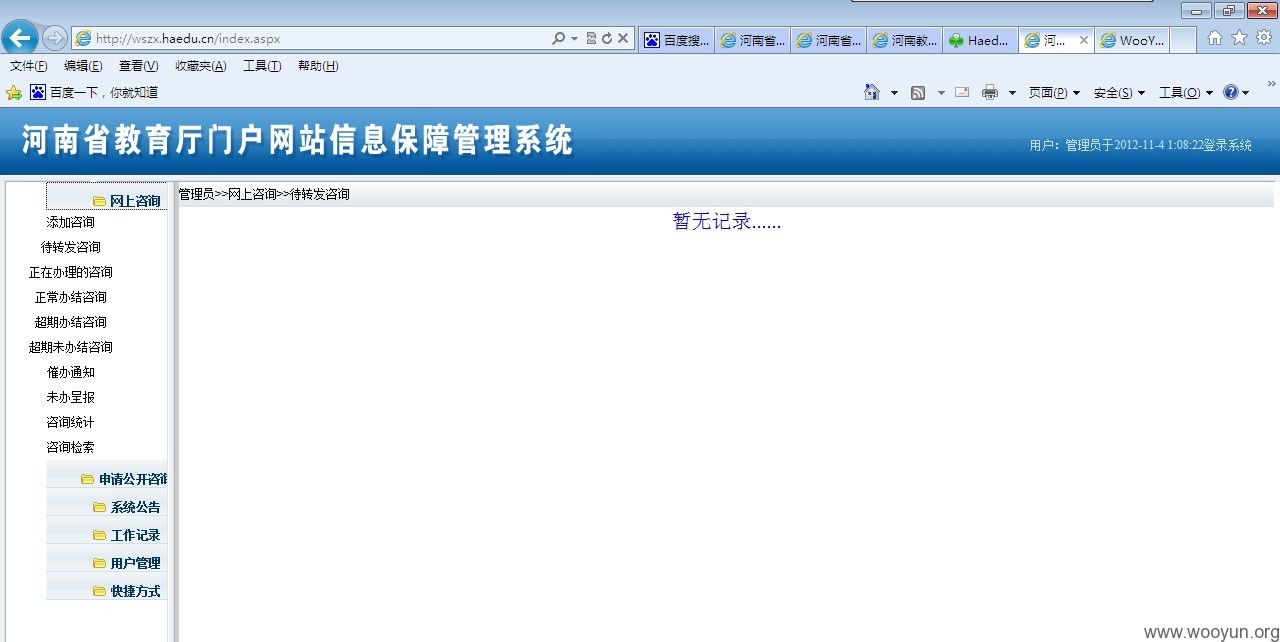 http://wszx.haedu.cn/index.aspx
百度搜... 河南省... 河南省... 河南教... Haed... 河... WooY...
文件(F) 编辑(E) 查看(V) 收藏夹(A) 工具(T) 帮助(H)
百度一下，你就知道
页面(P) 安全(S) 工具(O)
河南省教育厅门户网站信息保障管理系统
用户：管理员于2012-11-4 1:08:22登录系统
网上咨询
添加咨询
待转发咨询
正在办理的咨询
正常办结咨询
超期办结咨询
超期未办结咨询
催办通知
未办呈报
咨询统计
咨询检索
申请公开咨询
系统公告
工作记录
用户管理
快捷方式
管理员>>网上咨询>>待转发咨询
暂无记录......
www.wooyun.org